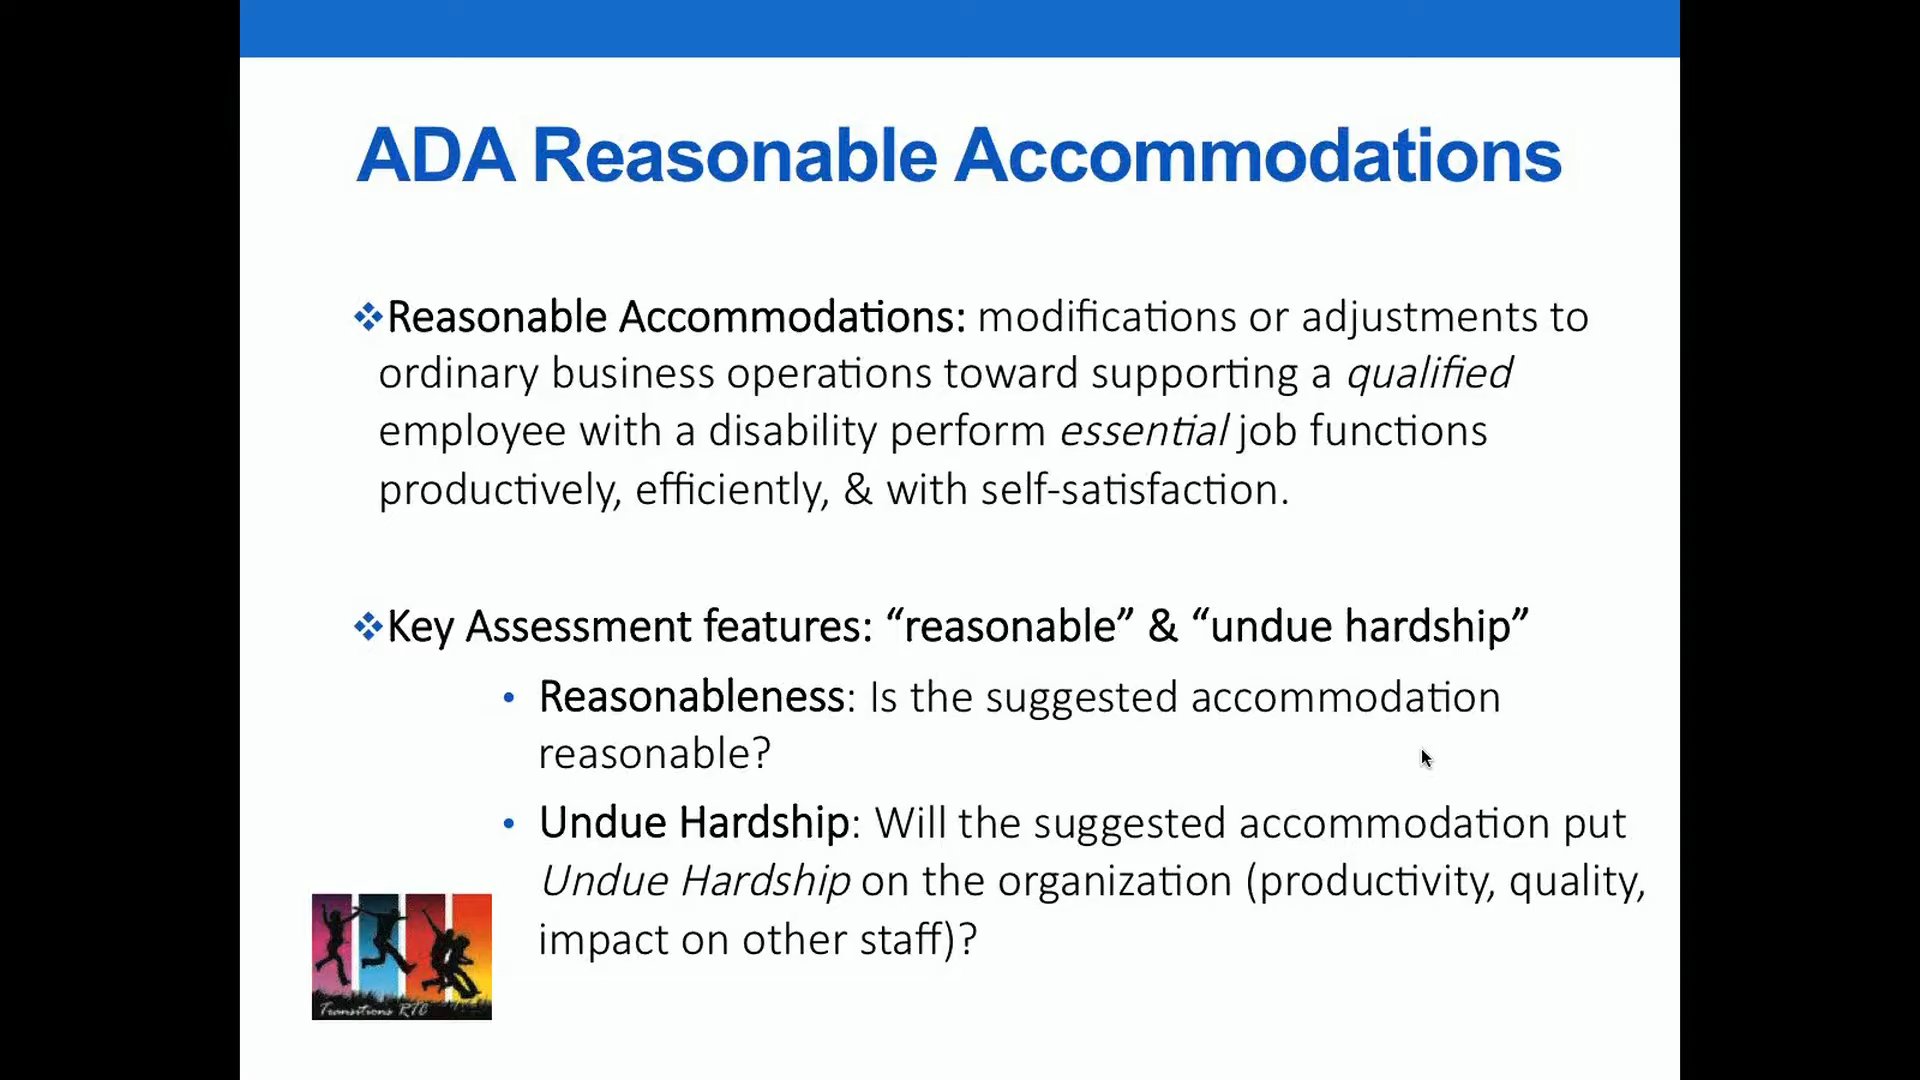 ADA Reasonable Accommodations
❖Reasonable Accommodations: modifications or adjustments to
ordinary business operations toward supporting a qualified
employee with a disability perform essential job functions
productively, efficiently, & with self-satisfaction.
❖Key Assessment features: “reasonable” & “undue hardship”
• Reasonableness: Is the suggested accommodation
reasonable?
• Undue Hardship: Will the suggested accommodation put
Undue Hardship on the organization (productivity, quality,
impact on other staff)?
Transitions RTC